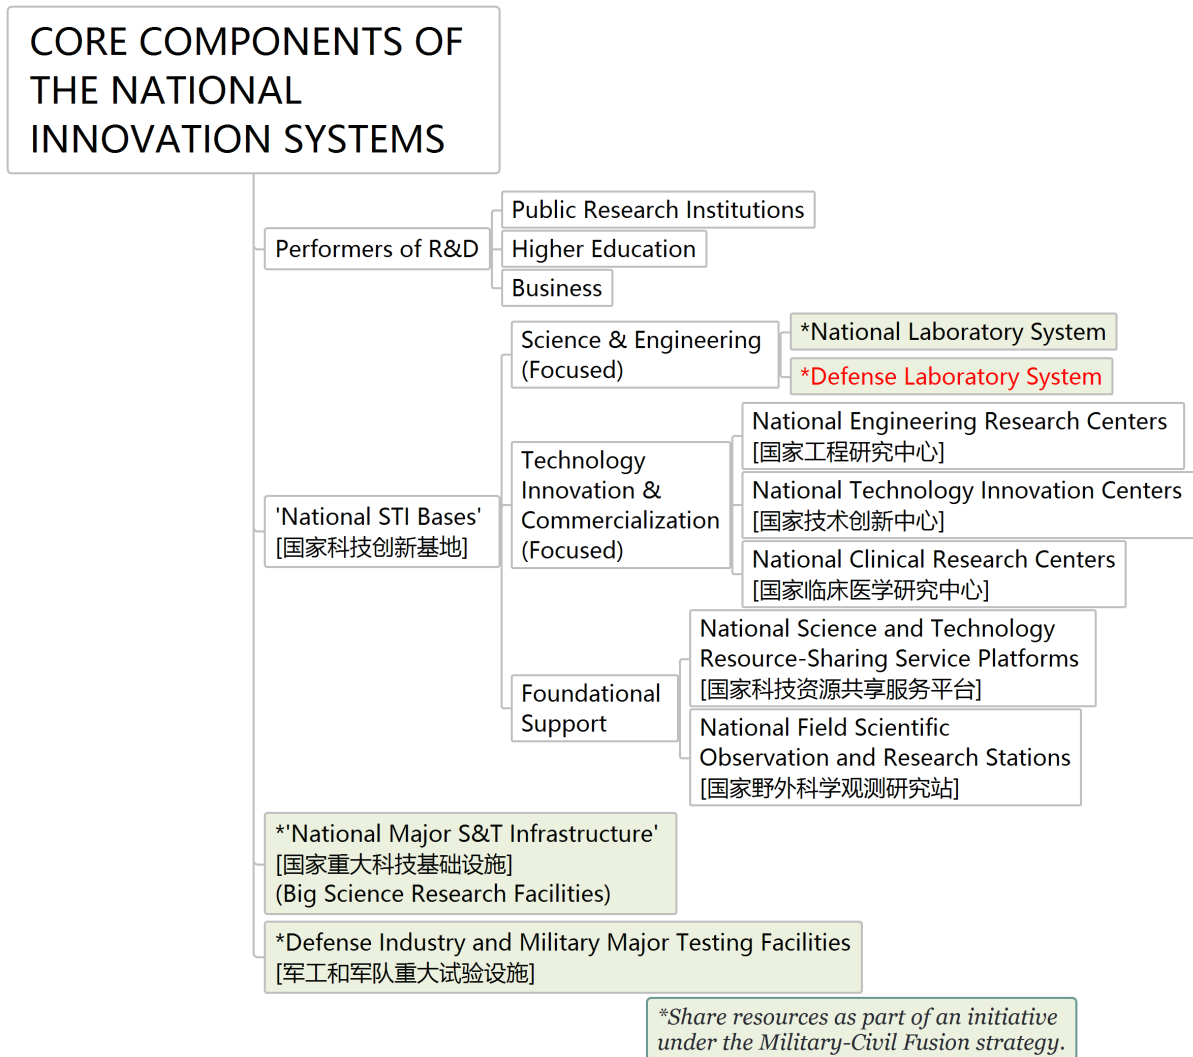 CORE COMPONENTS OF
THE NATIONAL
INNOVATION SYSTEMS
Performers of R&D
Public Research Institutions
Higher Education
Business
'National STI Bases'
[国家科技创新基地]
Science & Engineering
(Focused)
*National Laboratory System
*Defense Laboratory System
Technology
Innovation &
Commercialization
(Focused)
National Engineering Research Centers
[国家工程研究中心]
National Technology Innovation Centers
[国家技术创新中心]
National Clinical Research Centers
[国家临床医学研究中心]
Foundational
Support
National Science and Technology
Resource-Sharing Service Platforms
[国家科技资源共享服务平台]
National Field Scientific
Observation and Research Stations
[国家野外科学观测研究站]
*'National Major S&T Infrastructure'
[国家重大科技基础设施]
(Big Science Research Facilities)
*Defense Industry and Military Major Testing Facilities
[军工和军队重大试验设施]
*Share resources as part of an initiative
under the Military-Civil Fusion strategy.